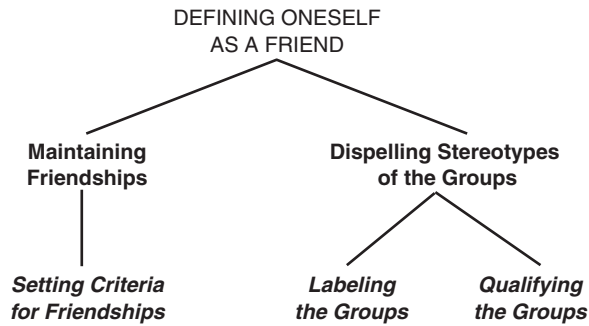 DEFINING ONESELF
AS A FRIEND
Maintaining
Friendships
Dispelling Stereotypes
of the Groups
Setting Criteria
for Friendships
Labeling
the Groups
Qualifying
the Groups